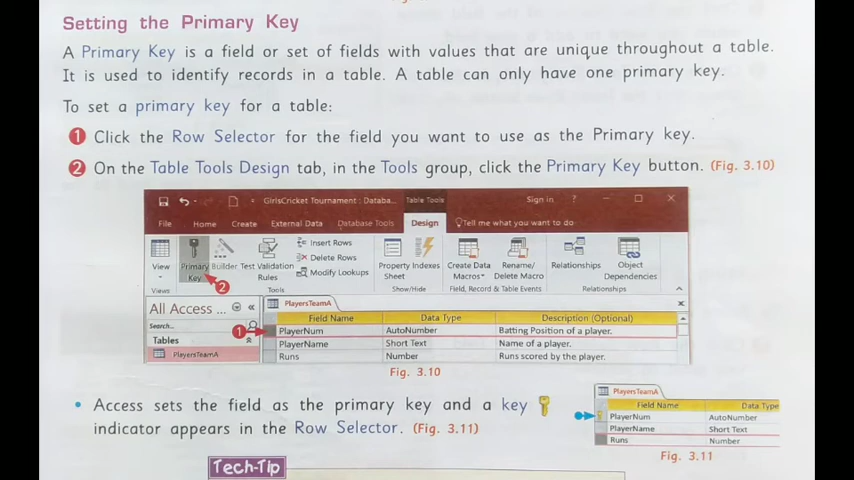 Setting the Primary Key
A Primary Key is a field or set of fields with values that are unique throughout a table.
It is used to identify records in a table. A table can only have one primary key.
To set a primary key for a table:
1 Click the Row Selector for the field you want to use as the Primary key.
2 On the Table Tools Design tab, in the Tools group, click the Primary Key button. (Fig. 3.10)
GirlsCricket Tournament : Databa... Table Tools Sign in ?
File Home Create External Data Database Tools Design Tell me what you want to do
View Primary Key Builder Test Validation Rules Insert Rows Delete Rows Modify Lookups Property Sheet Indexes Create Data Macros Rename/ Delete Macro Relationships Object Dependencies
Views Tools Show/Hide Field, Record & Table Events Relationships
2
All Access ... « PlayersTeamA
Field Name Data Type Description (Optional)
Search...
1 PlayerNum AutoNumber Batting Position of a player.
Tables PlayerName Short Text Name of a player.
PlayersTeamA Runs Number Runs scored by the player.
Fig. 3.10
• Access sets the field as the primary key and a key
indicator appears in the Row Selector. (Fig. 3.11)
PlayersTeamA
Field Name Data Type
PlayerNum AutoNumber
PlayerName Short Text
Runs Number
Fig. 3.11
Tech-Tip